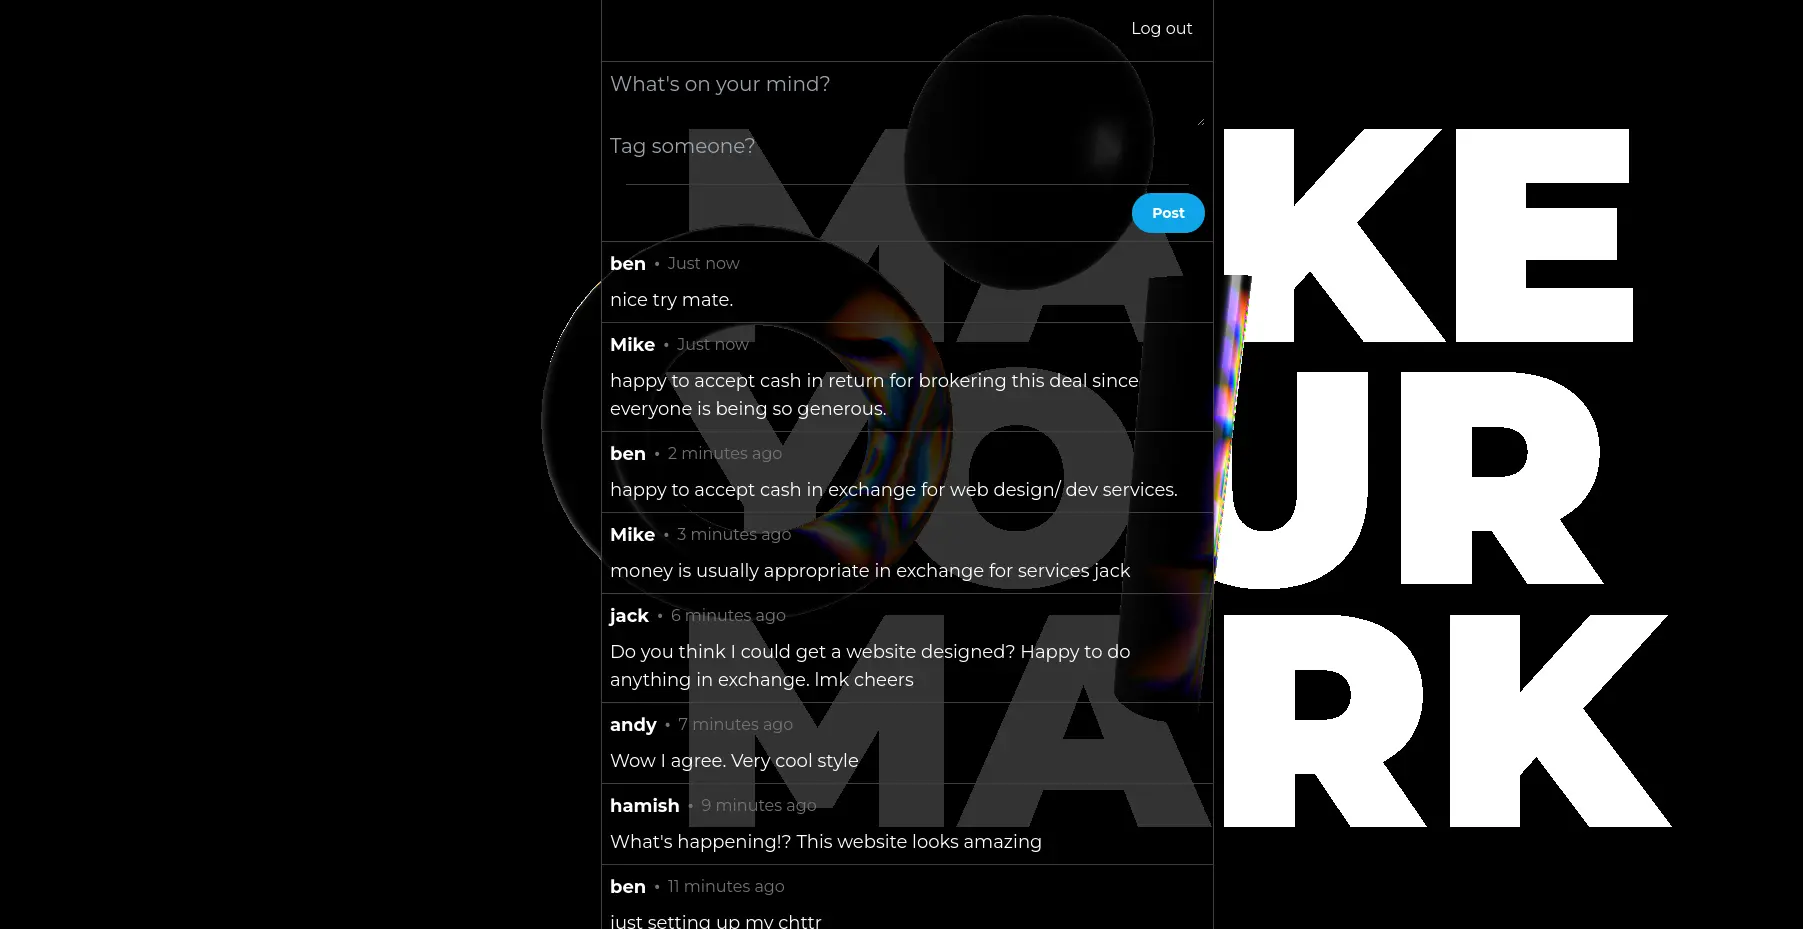 Log out
What's on your mind?
Tag someone?
Post
ben • Just now
nice try mate.
Mike • Just now
happy to accept cash in return for brokering this deal since
everyone is being so generous.
ben • 2 minutes ago
happy to accept cash in exchange for web design/ dev services.
Mike • 3 minutes ago
money is usually appropriate in exchange for services jack
jack • 6 minutes ago
Do you think I could get a website designed? Happy to do
anything in exchange. lmk cheers
andy • 7 minutes ago
Wow I agree. Very cool style
hamish • 9 minutes ago
What's happening!? This website looks amazing
ben • 11 minutes ago
just setting up my chttr
MAKE
YOUR
MARK